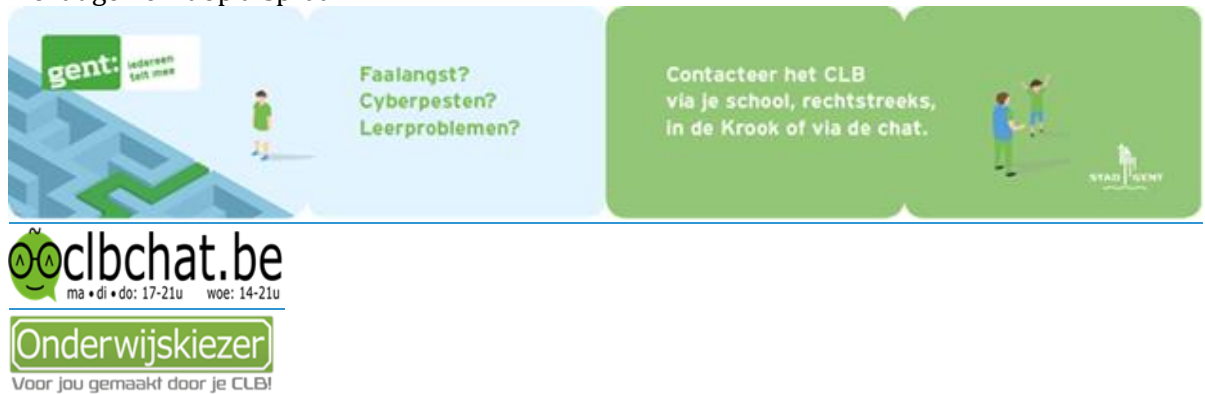 gent:
iedereen
telt mee
Faalangst?
Cyberpesten?
Leerproblemen?
Contacteer het CLB
via je school, rechtstreeks,
in de Krook of via de chat.
STAD GENT
clbchat.be
ma • di • do: 17-21u woe: 14-21u
Onderwijskiezer
Voor jou gemaakt door je CLB!